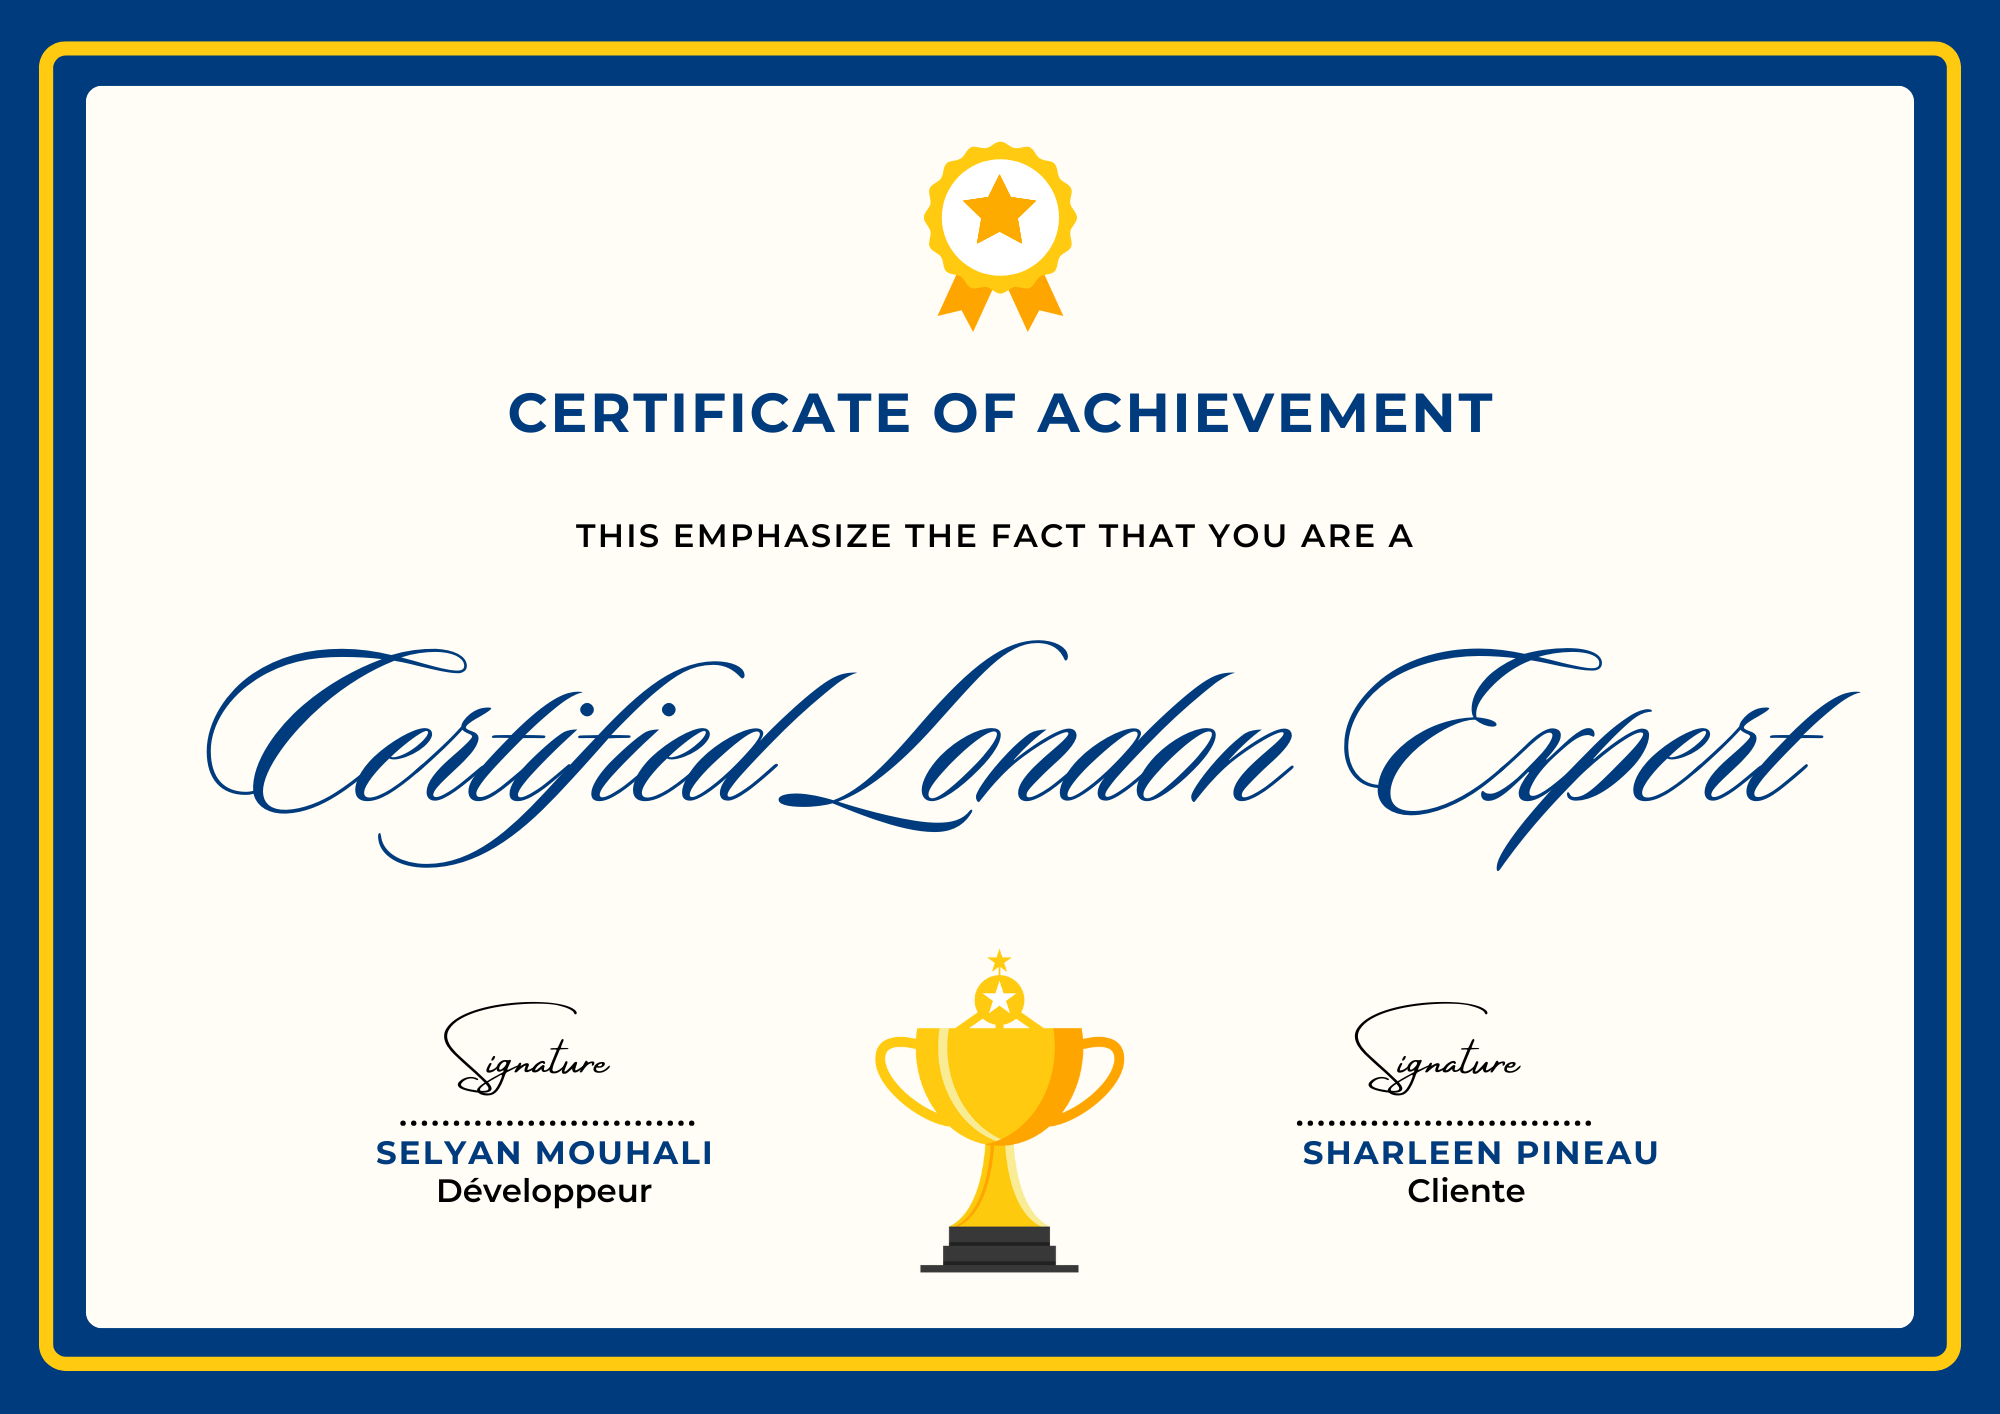 CERTIFICATE OF ACHIEVEMENT
THIS EMPHASIZE THE FACT THAT YOU ARE A
Certified London Expert
Signature
SELYAN MOUHALI
Développeur
Signature
SHARLEEN PINEAU
Cliente